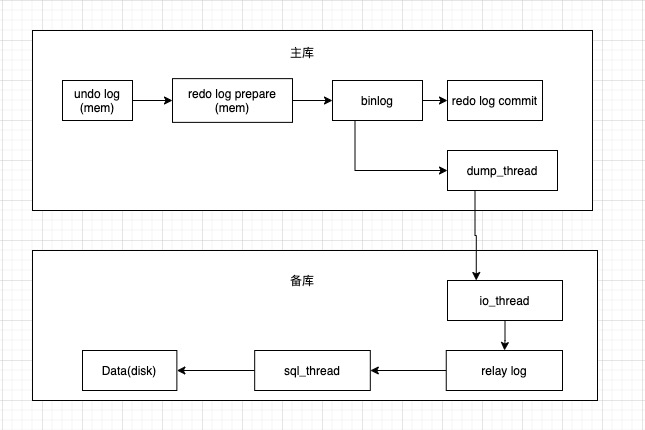 主库
undo log
(mem)
redo log prepare
(mem)
binlog
redo log commit
dump_thread
备库
io_thread
Data(disk)
sql_thread
relay log